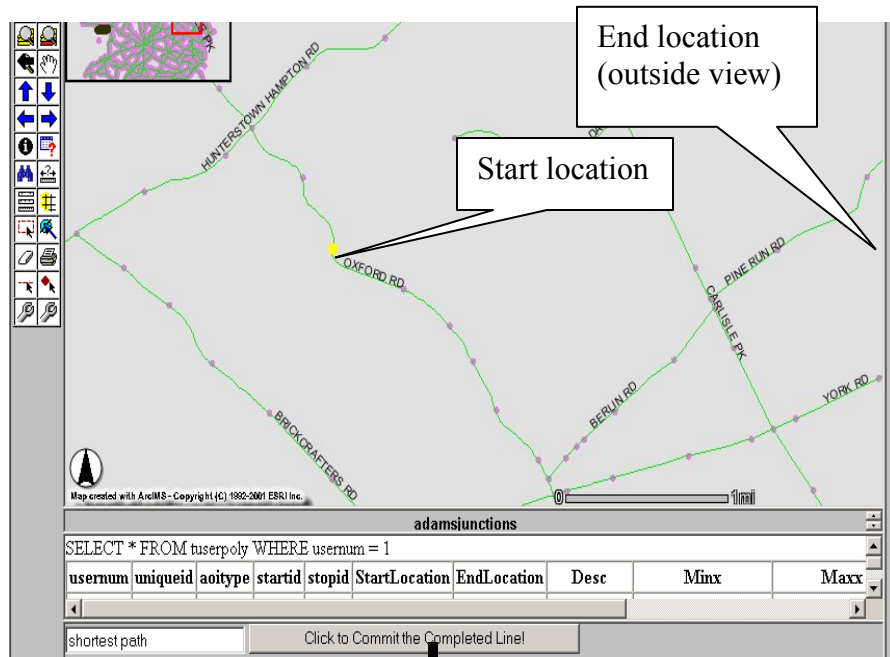 PK
End location
(outside view)
HUNTERSTOWN HAMPTON RD
Start location
OXFORD RD
PINE RUN RD
CARLISLE PK
YORK RD
BERLIN RD
BRICKCRAFTERS RD
Map created with ArcIMS - Copyright (C) 1992-2001 ESRI Inc.
0 1mi
adamsjunctions
SELECT * FROM tuserpoly WHERE usernum = 1
usernum uniqueid aoitype startid stopid StartLocation EndLocation Desc Minx Maxx
shortest path Click to Commit the Completed Line!